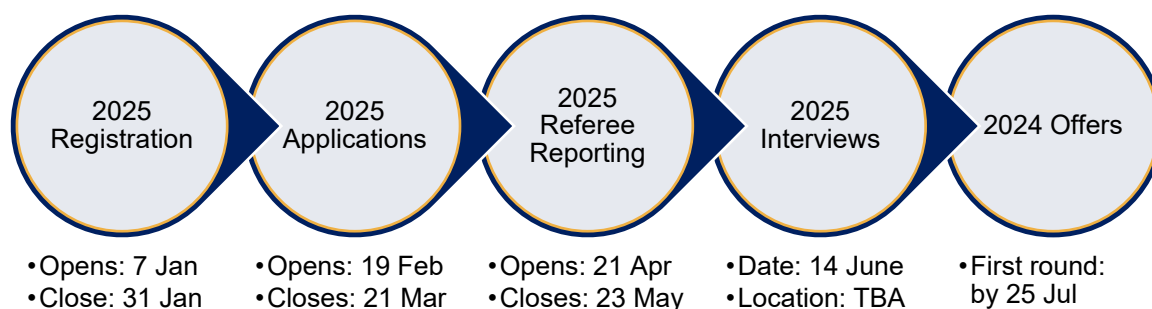 2025
Registration
2025
Applications
2025
Referee
Reporting
2025
Interviews
2024 Offers
•Opens: 7 Jan
•Close: 31 Jan
•Opens: 19 Feb
•Closes: 21 Mar
•Opens: 21 Apr
•Closes: 23 May
•Date: 14 June
•Location: TBA
•First round:
by 25 Jul